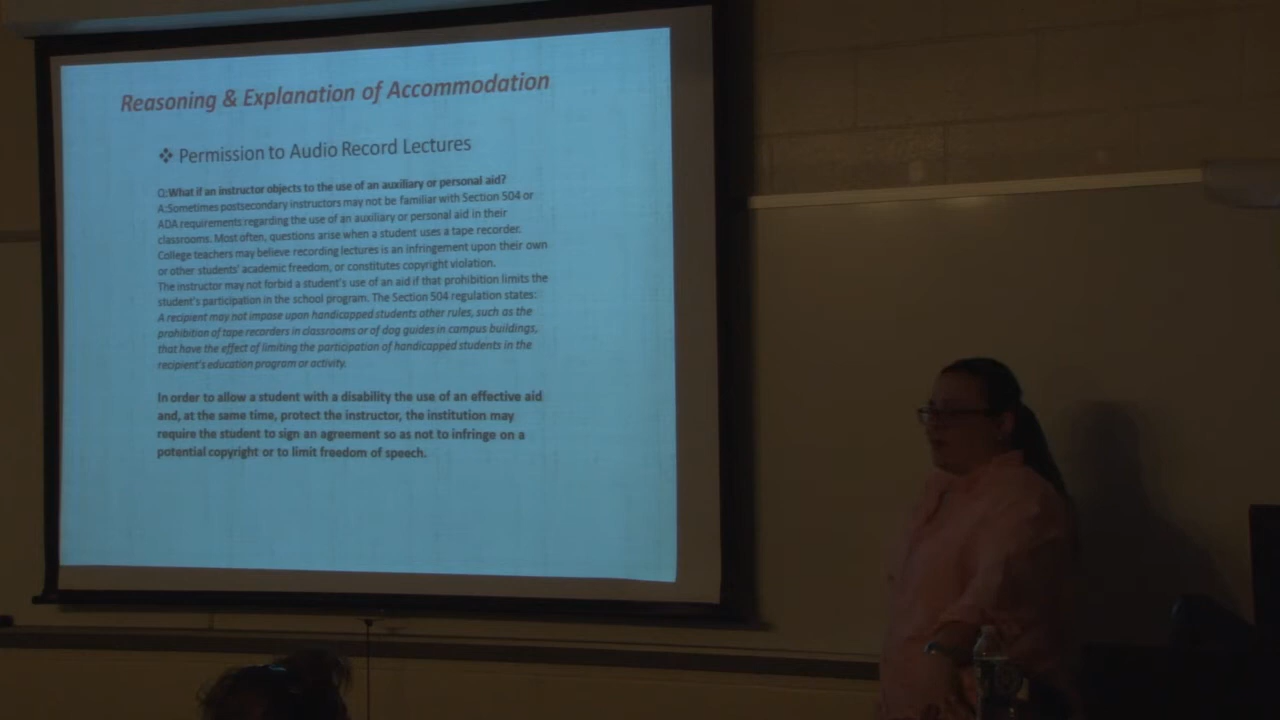 Reasoning & Explanation of Accommodation
❖ Permission to Audio Record Lectures
Q:What if an instructor objects to the use of an auxiliary or personal aid?
A:Sometimes postsecondary instructors may not be familiar with Section 504 or
ADA requirements regarding the use of an auxiliary or personal aid in their
classrooms. Most often, questions arise when a student uses a tape recorder.
College teachers may believe recording lectures is an infringement upon their own
or other students' academic freedom, or constitutes copyright violation.
The instructor may not forbid a student's use of an aid if that prohibition limits the
student's participation in the school program. The Section 504 regulation states:
A recipient may not impose upon handicapped students other rules, such as the
prohibition of tape recorders in classrooms or of dog guides in campus buildings,
that have the effect of limiting the participation of handicapped students in the
recipient's education program or activity.
In order to allow a student with a disability the use of an effective aid
and, at the same time, protect the instructor, the institution may
require the student to sign an agreement so as not to infringe on a
potential copyright or to limit freedom of speech.